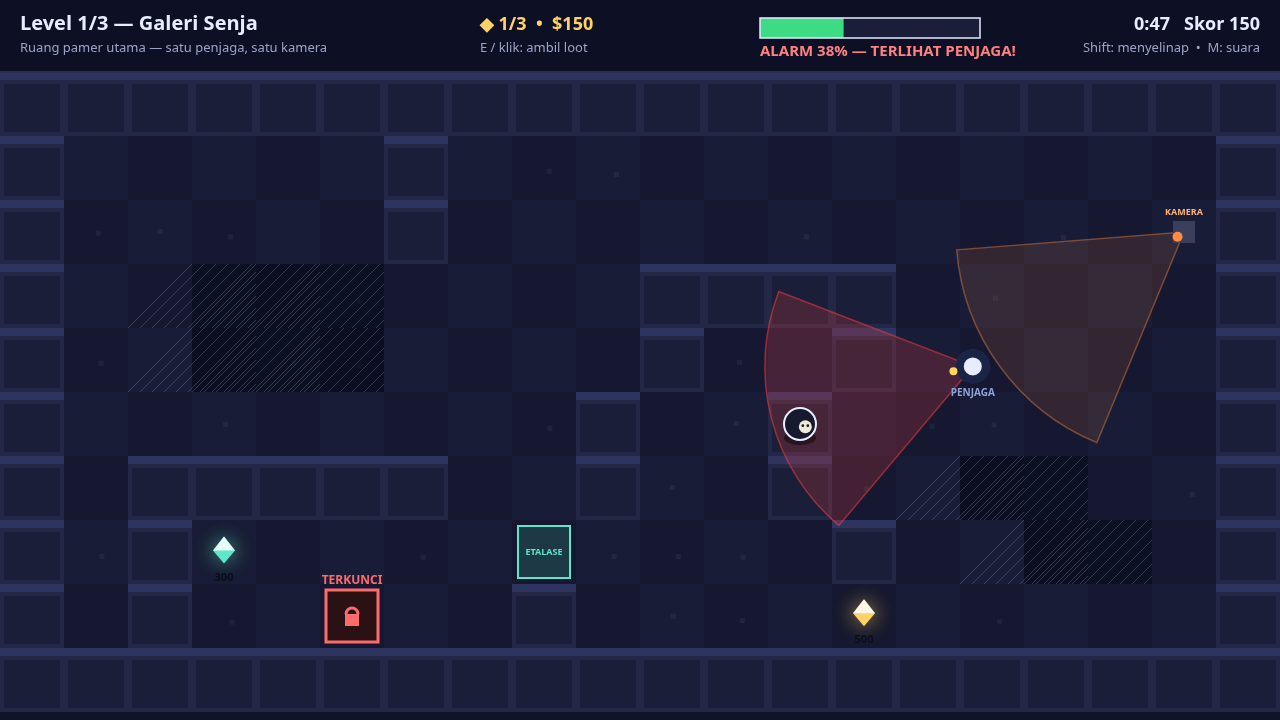 Level 1/3 — Galeri Senja
Ruang pamer utama — satu penjaga, satu kamera
◆ 1/3 • $150
E / klik: ambil loot
ALARM 38% — TERLIHAT PENJAGA!
0:47 Skor 150
Shift: menyelinap • M: suara
KAMERA
PENJAGA
ETALASE
300
TERKUNCI
500